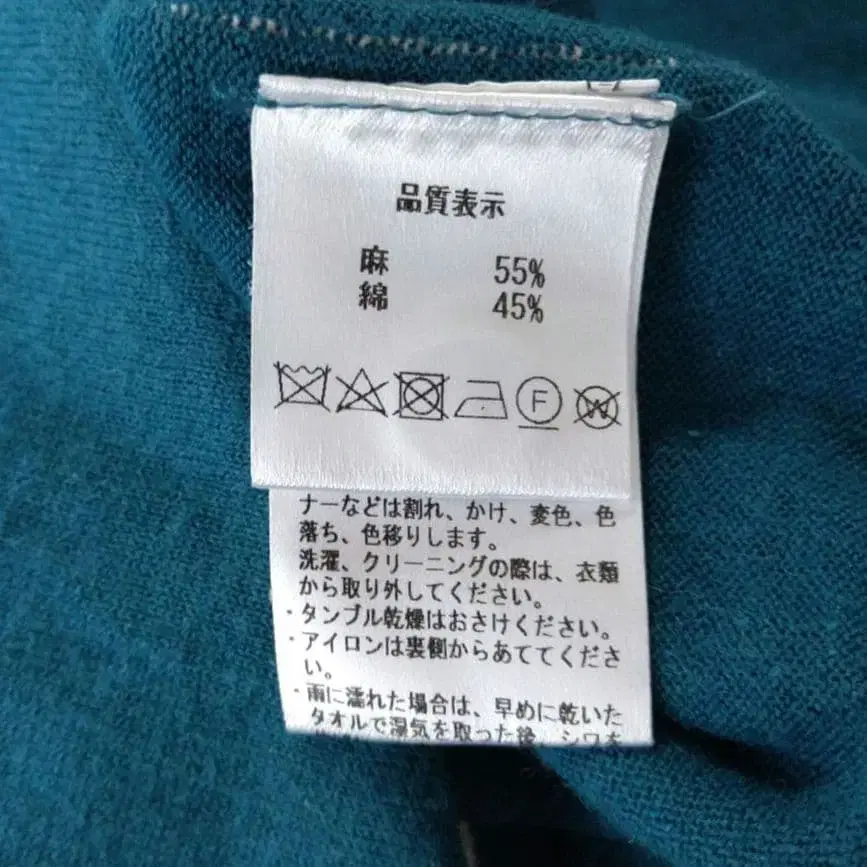 品質表示
麻 55%
綿 45%
F
W
ナーなどは割れ、かけ、変色、色
落ち、色移りします。
洗濯、クリーニングの際は、衣類
から取り外してください。
・タンブル乾燥はおさけください。
・アイロンは裏側からあててくださ
い。
・雨に濡れた場合は、早めに乾いた
タオルで湿気を取った後、シワを